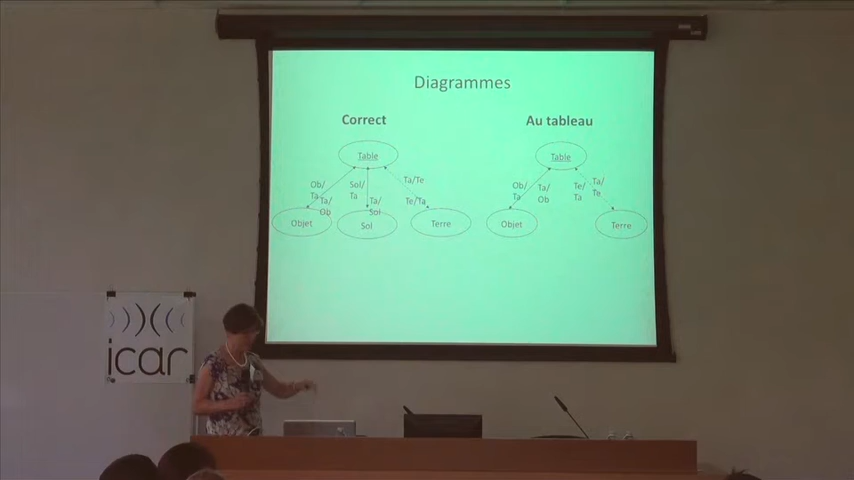 Diagrammes
Correct
Table
Ob/
Ta
Ta/
Ob
Sol/
Ta
Ta/
Sol
Ta/Te
Te/Ta
Objet
Sol
Terre
Au tableau
Table
Ob/
Ta
Ta/
Ob
Te/
Ta
Ta/
Te
Objet
Terre
icar